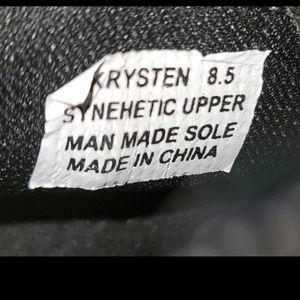 KRYSTEN 8.5
SYNEHETIC UPPER
MAN MADE SOLE
MADE IN CHINA